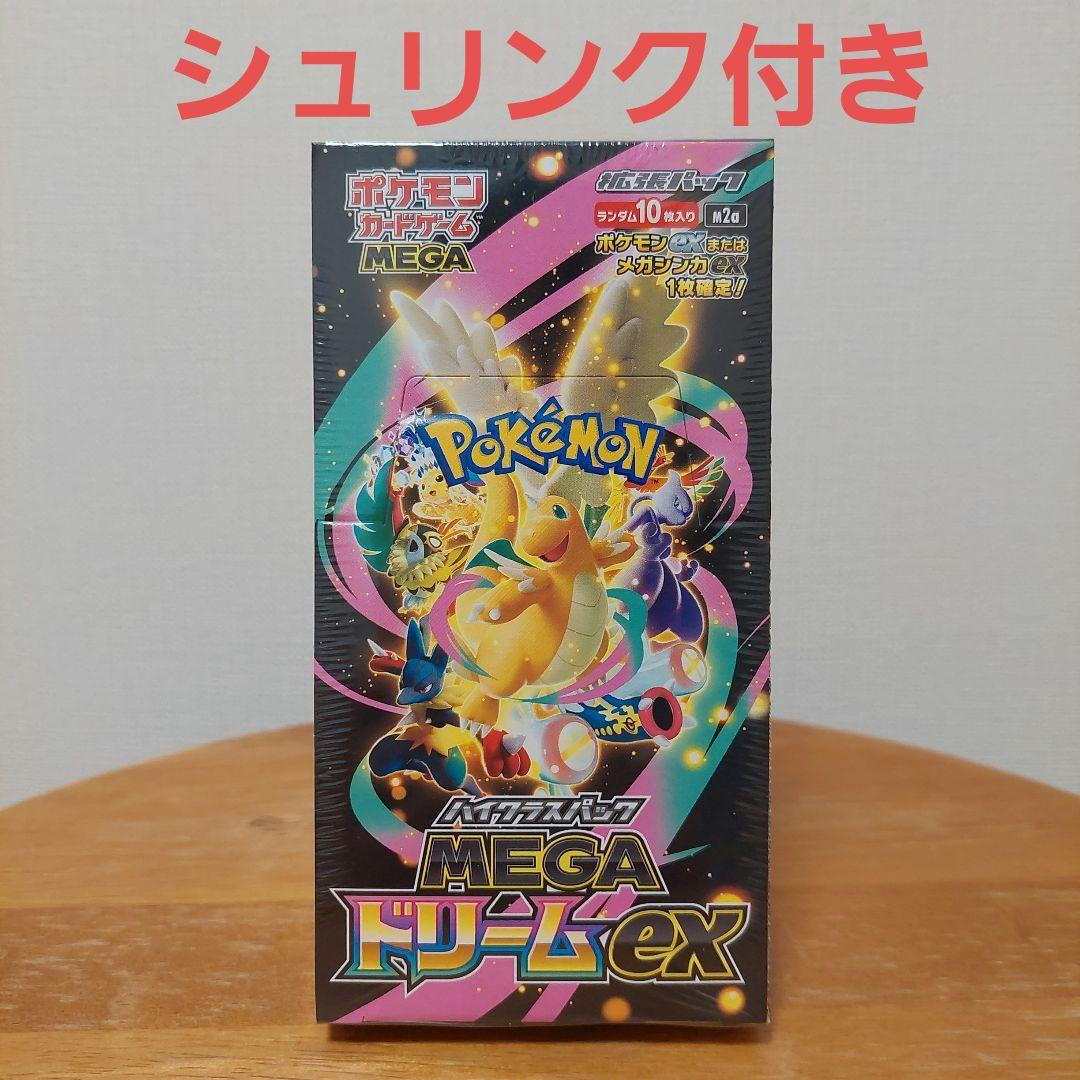 シュリンク付き
ポケモン
カードゲーム™
MEGA
拡張パック
ランダム10枚入り M2a
ポケモンexまたは
メガシンカex
1枚確定!
POKéMON™
ハイクラスパック
MEGA
ドリームex